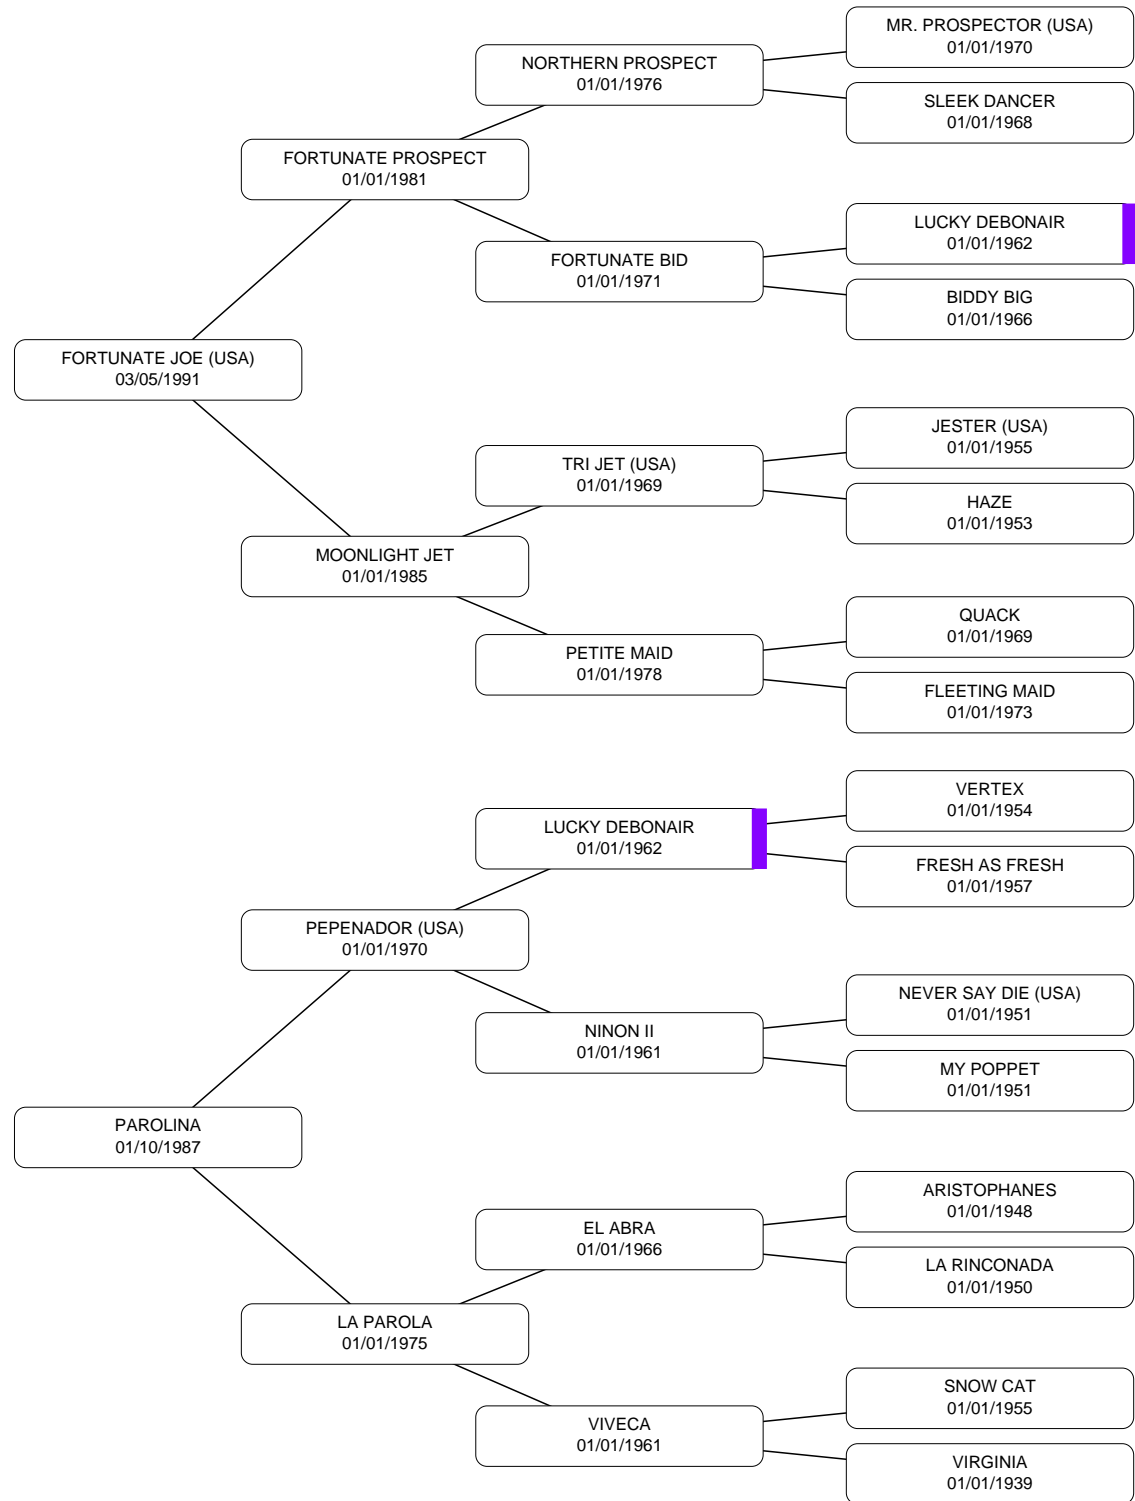 MR. PROSPECTOR (USA)
01/01/1970
NORTHERN PROSPECT
01/01/1976
SLEEK DANCER
01/01/1968
FORTUNATE PROSPECT
01/01/1981
LUCKY DEBONAIR
01/01/1962
FORTUNATE BID
01/01/1971
BIDDY BIG
01/01/1966
FORTUNATE JOE (USA)
03/05/1991
JESTER (USA)
01/01/1955
TRI JET (USA)
01/01/1969
HAZE
01/01/1953
MOONLIGHT JET
01/01/1985
QUACK
01/01/1969
PETITE MAID
01/01/1978
FLEETING MAID
01/01/1973
VERTEX
01/01/1954
LUCKY DEBONAIR
01/01/1962
FRESH AS FRESH
01/01/1957
PEPENADOR (USA)
01/01/1970
NEVER SAY DIE (USA)
01/01/1951
NINON II
01/01/1961
MY POPPET
01/01/1951
PAROLINA
01/10/1987
ARISTOPHANES
01/01/1948
EL ABRA
01/01/1966
LA RINCONADA
01/01/1950
LA PAROLA
01/01/1975
SNOW CAT
01/01/1955
VIVECA
01/01/1961
VIRGINIA
01/01/1939